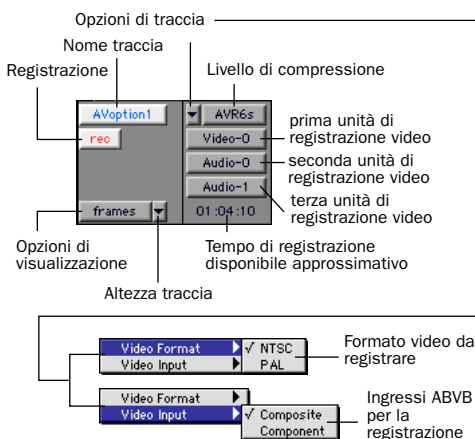 Opzioni di traccia
Nome traccia
Registrazione
Livello di compressione
AVoption1
AVR6s
rec
Video-0
prima unità di
registrazione video
Audio-0
seconda unità di
registrazione video
Audio-1
terza unità di
registrazione video
frames
01:04:10
Opzioni di
visualizzazione
Tempo di registrazione
disponibile approssimativo
Altezza traccia
Video Format
√ NTSC
Video Input
PAL
Formato video da
registrare
Video Format
Video Input
√ Composite
Component
Ingressi ABVB
per la
registrazione